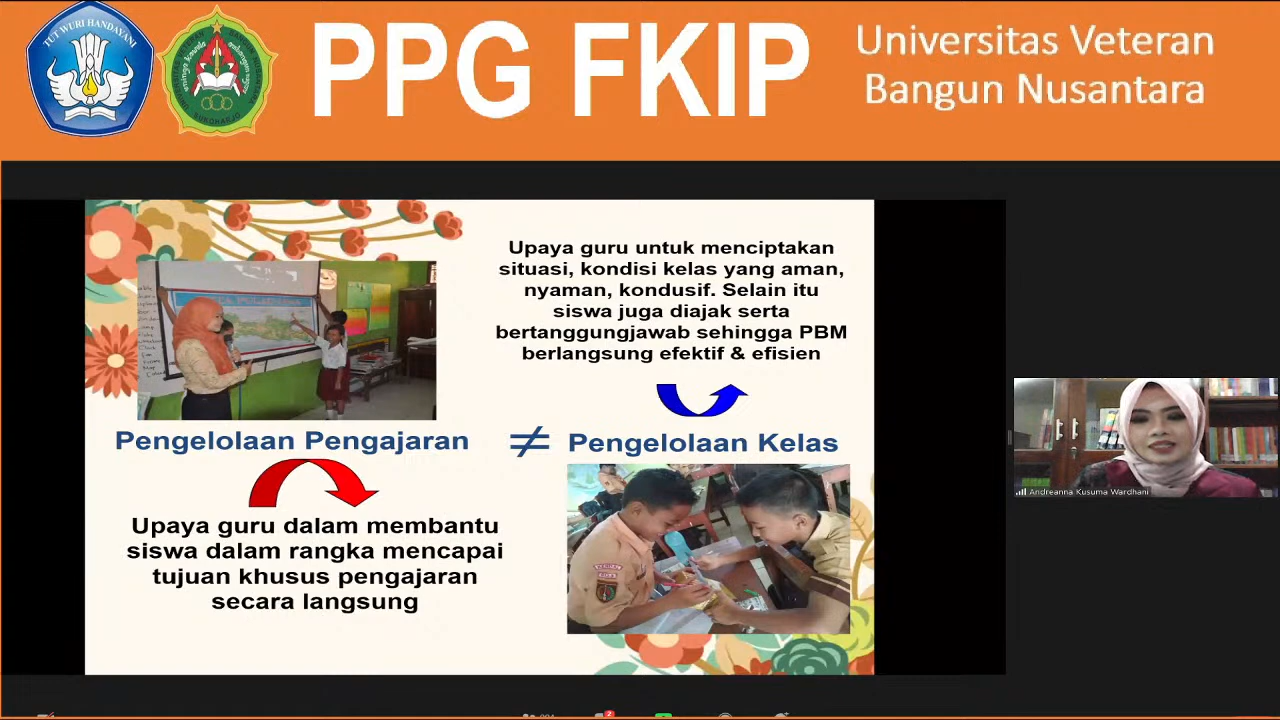 TUT WURI HANDAYANI
SUKOHARJO
PPG FKIP
Universitas Veteran
Bangun Nusantara
Upaya guru untuk menciptakan
situasi, kondisi kelas yang aman,
nyaman, kondusif. Selain itu
siswa juga diajak serta
bertanggungjawab sehingga PBM
berlangsung efektif & efisien
Pengelolaan Pengajaran
≠
Pengelolaan Kelas
Upaya guru dalam membantu
siswa dalam rangka mencapai
tujuan khusus pengajaran
secara langsung
Andreanna Kusuma Wardhani
2